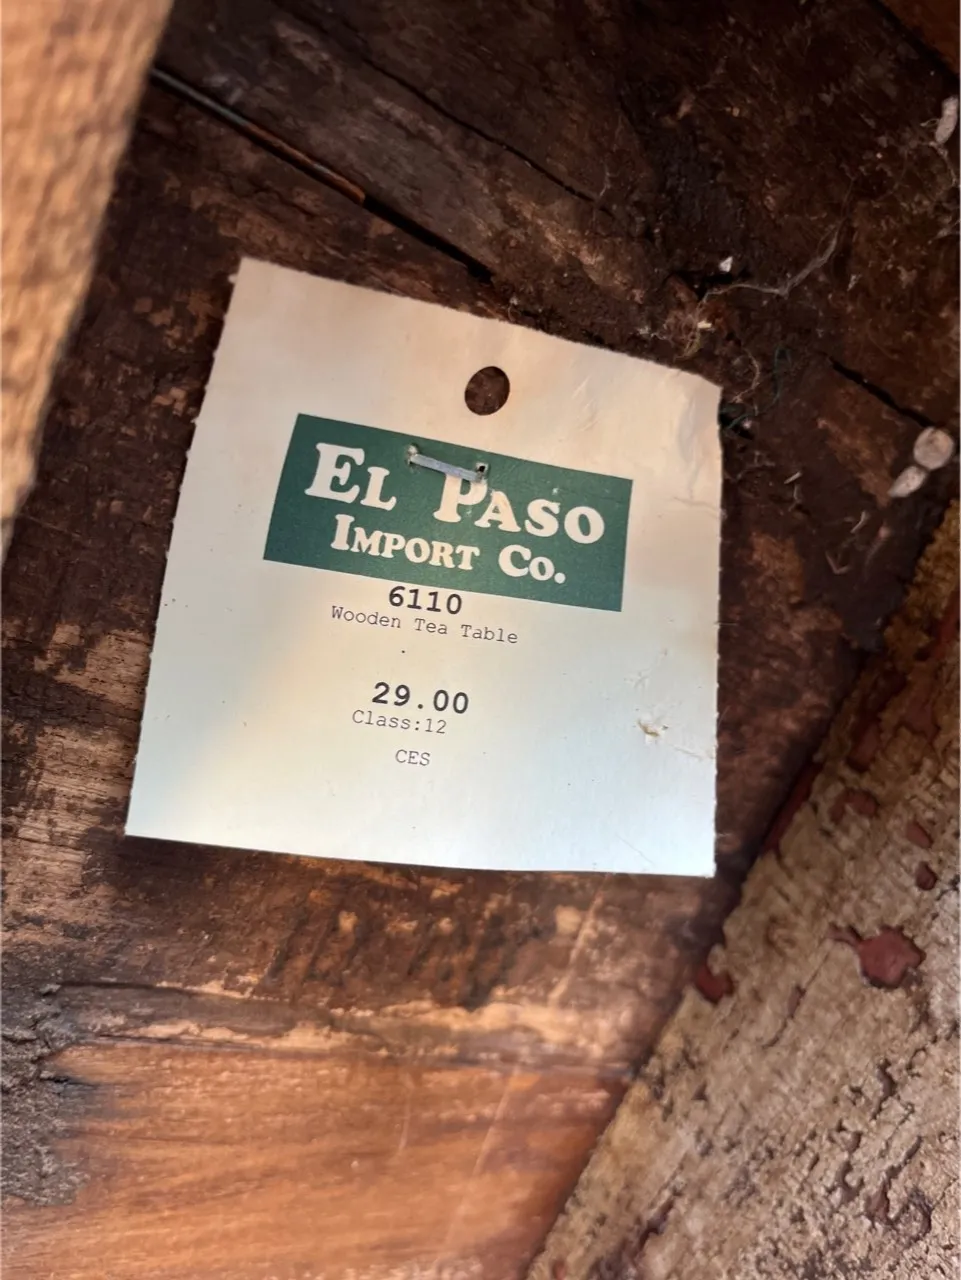 El Paso
Import Co.
6110
Wooden Tea Table
29.00
Class:12
CES